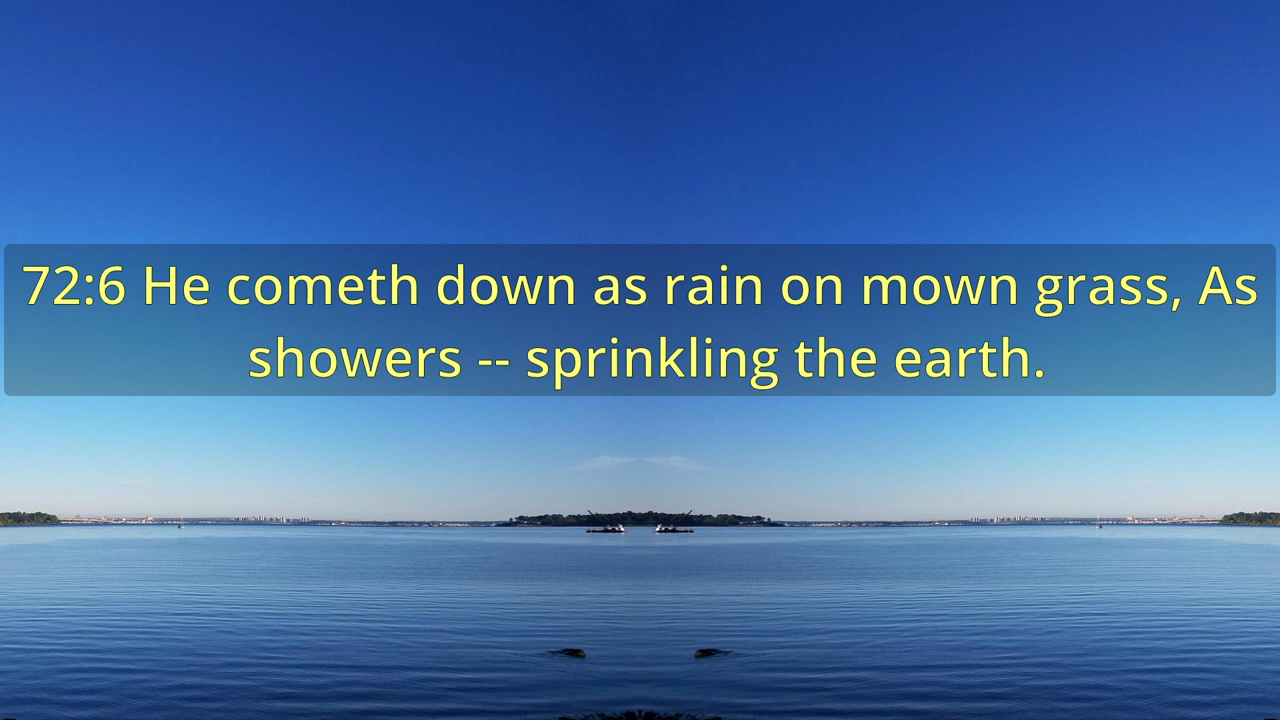 72:6 He cometh down as rain on mown grass, As
showers -- sprinkling the earth.